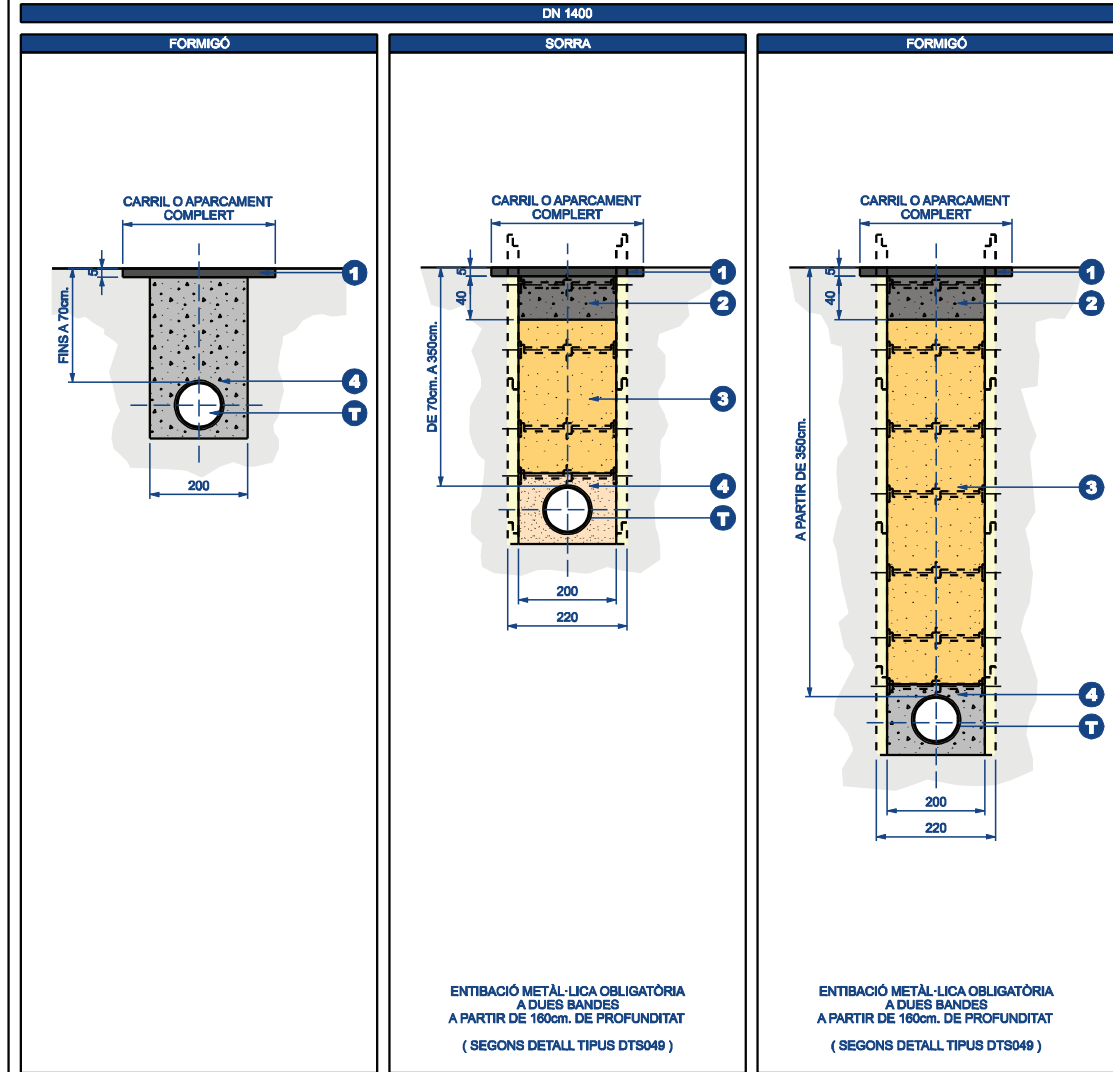 DN 1400
FORMIGÓ
CARRIL O APARCAMENT
COMPLERT
5
FINS A 70cm.
1
4
T
200
SORRA
CARRIL O APARCAMENT
COMPLERT
5
40
DE 70cm. A 350cm.
1
2
3
4
T
200
220
ENTIBACIÓ METÀL·LICA OBLIGATÒRIA
A DUES BANDES
A PARTIR DE 160cm. DE PROFUNDITAT
( SEGONS DETALL TIPUS DTS049 )
FORMIGÓ
CARRIL O APARCAMENT
COMPLERT
5
40
A PARTIR DE 350cm.
1
2
3
4
T
200
220
ENTIBACIÓ METÀL·LICA OBLIGATÒRIA
A DUES BANDES
A PARTIR DE 160cm. DE PROFUNDITAT
( SEGONS DETALL TIPUS DTS049 )